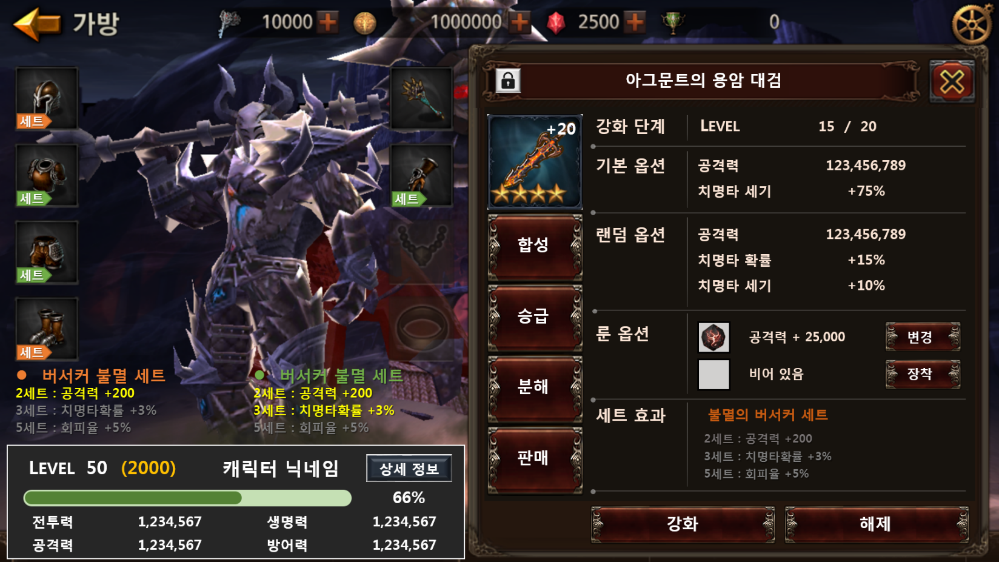 가방
10000
1000000
2500
0
세트
세트
세트
세트
세트
버서커 불멸 세트
2세트 : 공격력 +200
3세트 : 치명타확률 +3%
5세트 : 회피율 +5%
버서커 불멸 세트
2세트 : 공격력 +200
3세트 : 치명타확률 +3%
5세트 : 회피율 +5%
LEVEL 50 (2000) 캐릭터 닉네임 상세 정보
66%
전투력 1,234,567 생명력 1,234,567
공격력 1,234,567 방어력 1,234,567
아그문트의 용암 대검
+20
합성
승급
분해
판매
강화 단계 LEVEL 15 / 20
기본 옵션 공격력 123,456,789
치명타 세기 +75%
랜덤 옵션 공격력 123,456,789
치명타 확률 +15%
치명타 세기 +10%
룬 옵션 공격력 + 25,000 변경
비어 있음 장착
세트 효과 불멸의 버서커 세트
2세트 : 공격력 +200
3세트 : 치명타확률 +3%
5세트 : 회피율 +5%
강화 해제